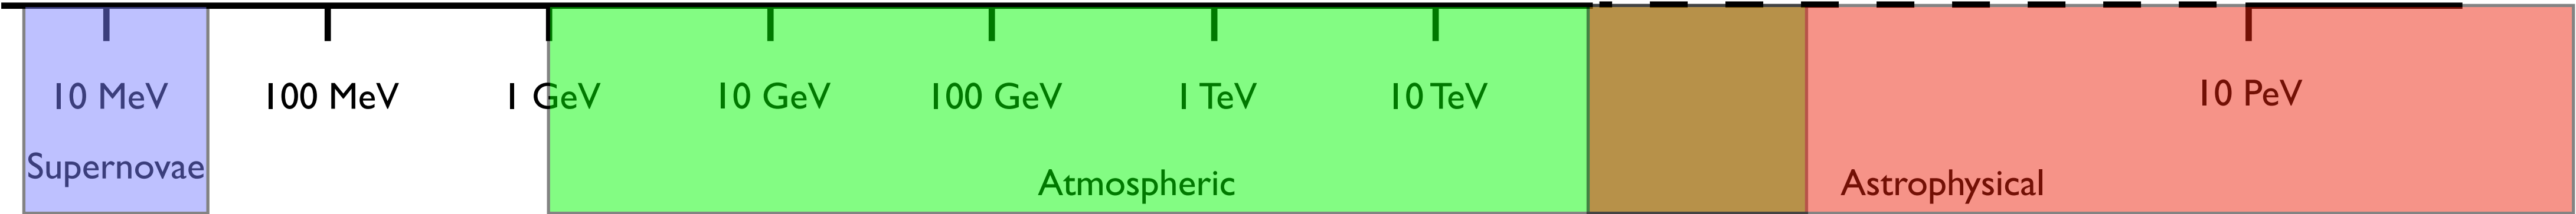 10 MeV 100 MeV 1 GeV 10 GeV 100 GeV 1 TeV 10 TeV 10 PeV
Supernovae Atmospheric Astrophysical